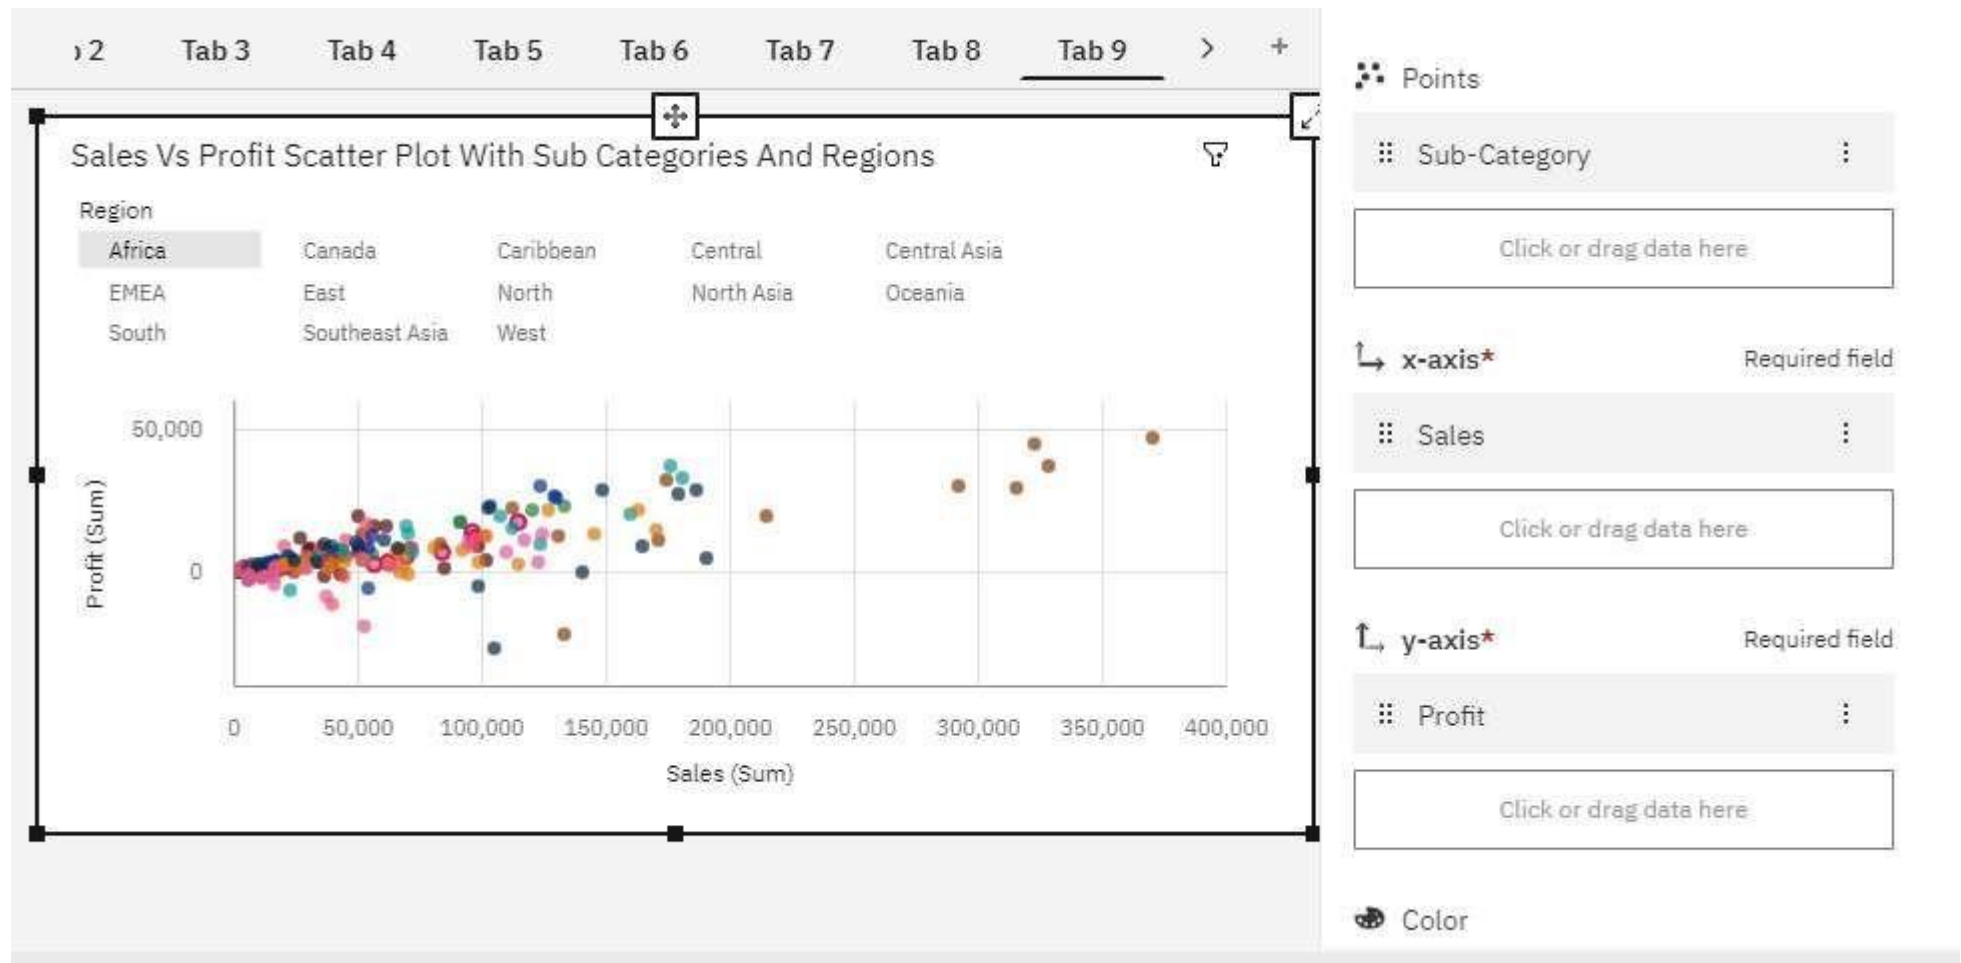 2 Tab 3 Tab 4 Tab 5 Tab 6 Tab 7 Tab 8 Tab 9 > +
Sales Vs Profit Scatter Plot With Sub Categories And Regions
Region
Africa Canada Caribbean Central Central Asia
EMEA East North North Asia Oceania
South Southeast Asia West
50,000
0
Profit (Sum)
0 50,000 100,000 150,000 200,000 250,000 300,000 350,000 400,000
Sales (Sum)
Points
Sub-Category
Click or drag data here
x-axis* Required field
Sales
Click or drag data here
y-axis* Required field
Profit
Click or drag data here
Color